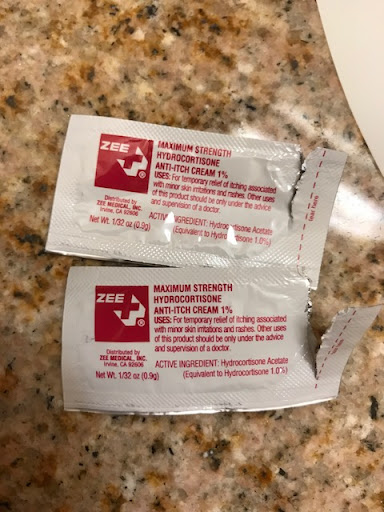 ZEE
®
MAXIMUM STRENGTH
HYDROCORTISONE
ANTI-ITCH CREAM 1%
USES: For temporary relief of itching associated
with minor skin irritations and rashes. Other uses
of this product should be only under the advice
and supervision of a doctor.
Distributed by
ZEE MEDICAL, INC.
Irvine, CA 92606
Net Wt. 1/32 oz (0.9g)
ACTIVE INGREDIENT: Hydrocortisone Acetate
(Equivalent to Hydrocortisone 1.0%)
tear here
ZEE
®
MAXIMUM STRENGTH
HYDROCORTISONE
ANTI-ITCH CREAM 1%
USES: For temporary relief of itching associated
with minor skin irritations and rashes. Other uses
of this product should be only under the advice
and supervision of a doctor.
Distributed by
ZEE MEDICAL, INC.
Irvine, CA 92606
Net Wt. 1/32 oz (0.9g)
ACTIVE INGREDIENT: Hydrocortisone Acetate
(Equivalent to Hydrocortisone 1.0%)